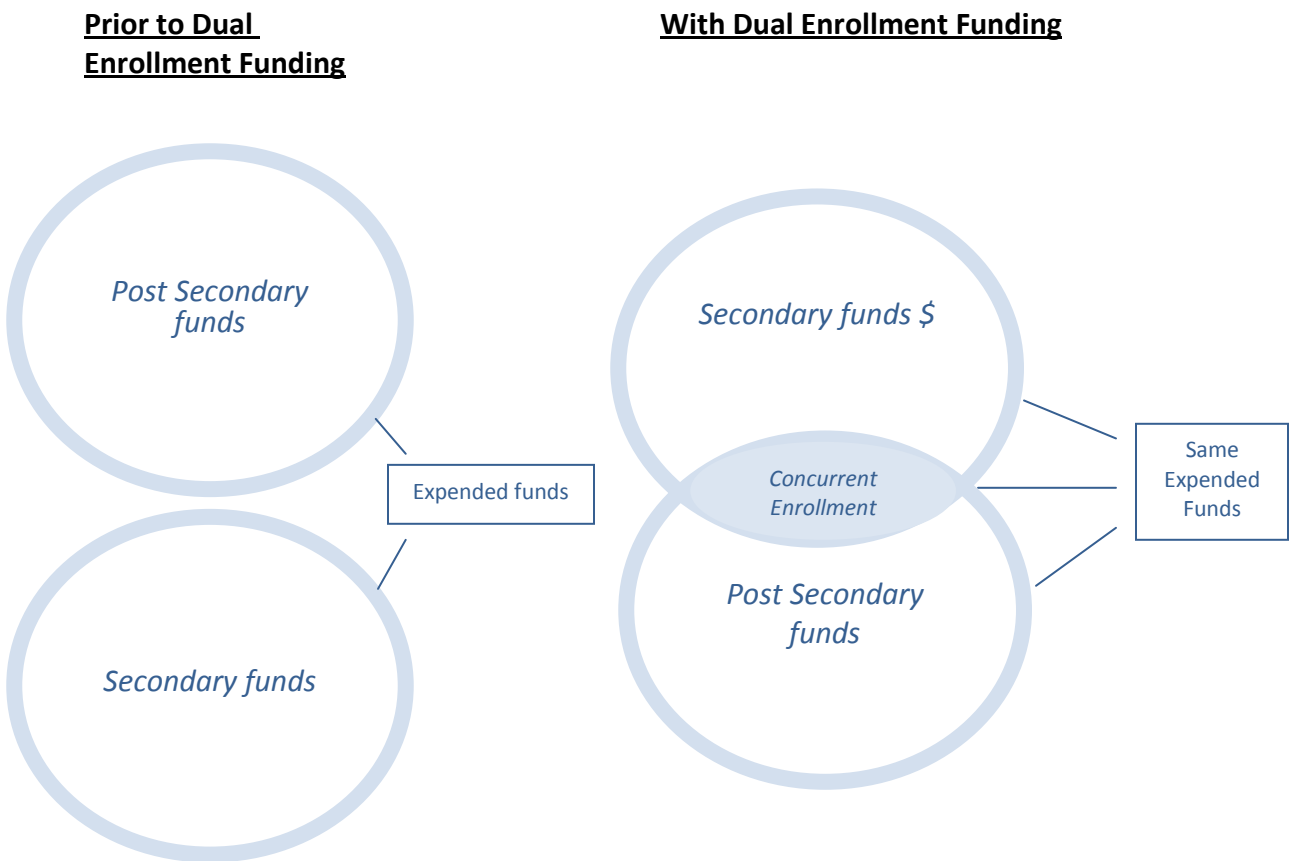 Prior to Dual
Enrollment Funding
With Dual Enrollment Funding
Post Secondary
funds
Expended funds
Secondary funds
Secondary funds $
Concurrent
Enrollment
Post Secondary
funds
Same
Expended
Funds